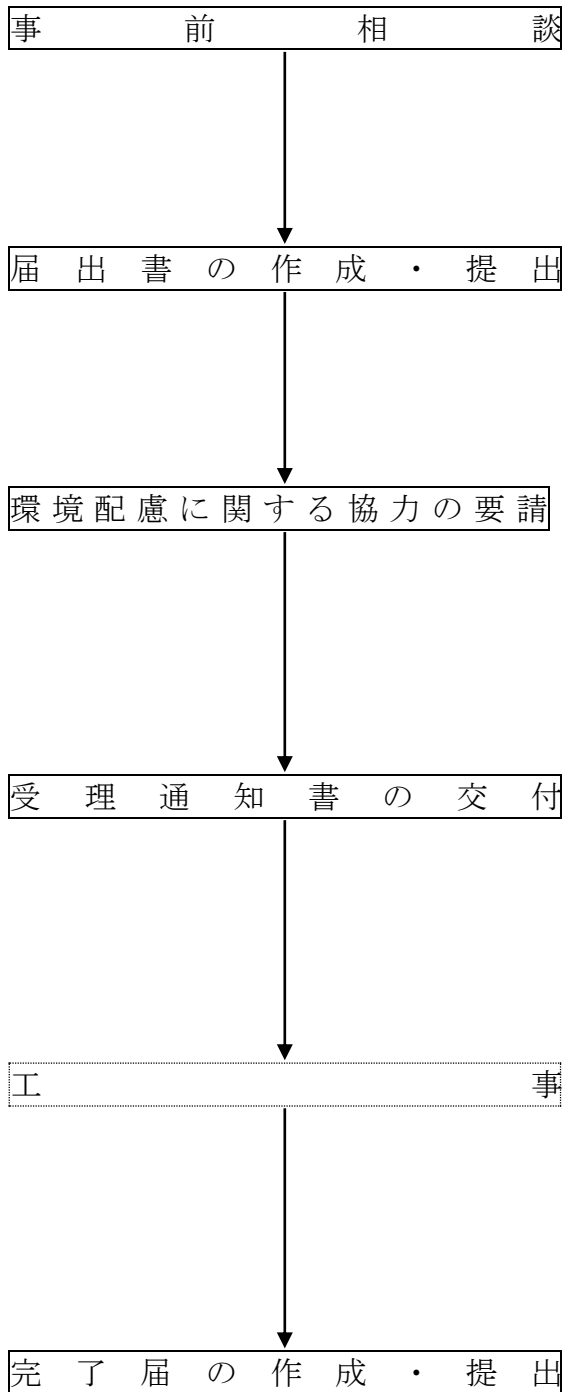 事前相談
届出書の作成・提出
環境配慮に関する協力の要請
受理通知書の交付
工事
完了届の作成・提出